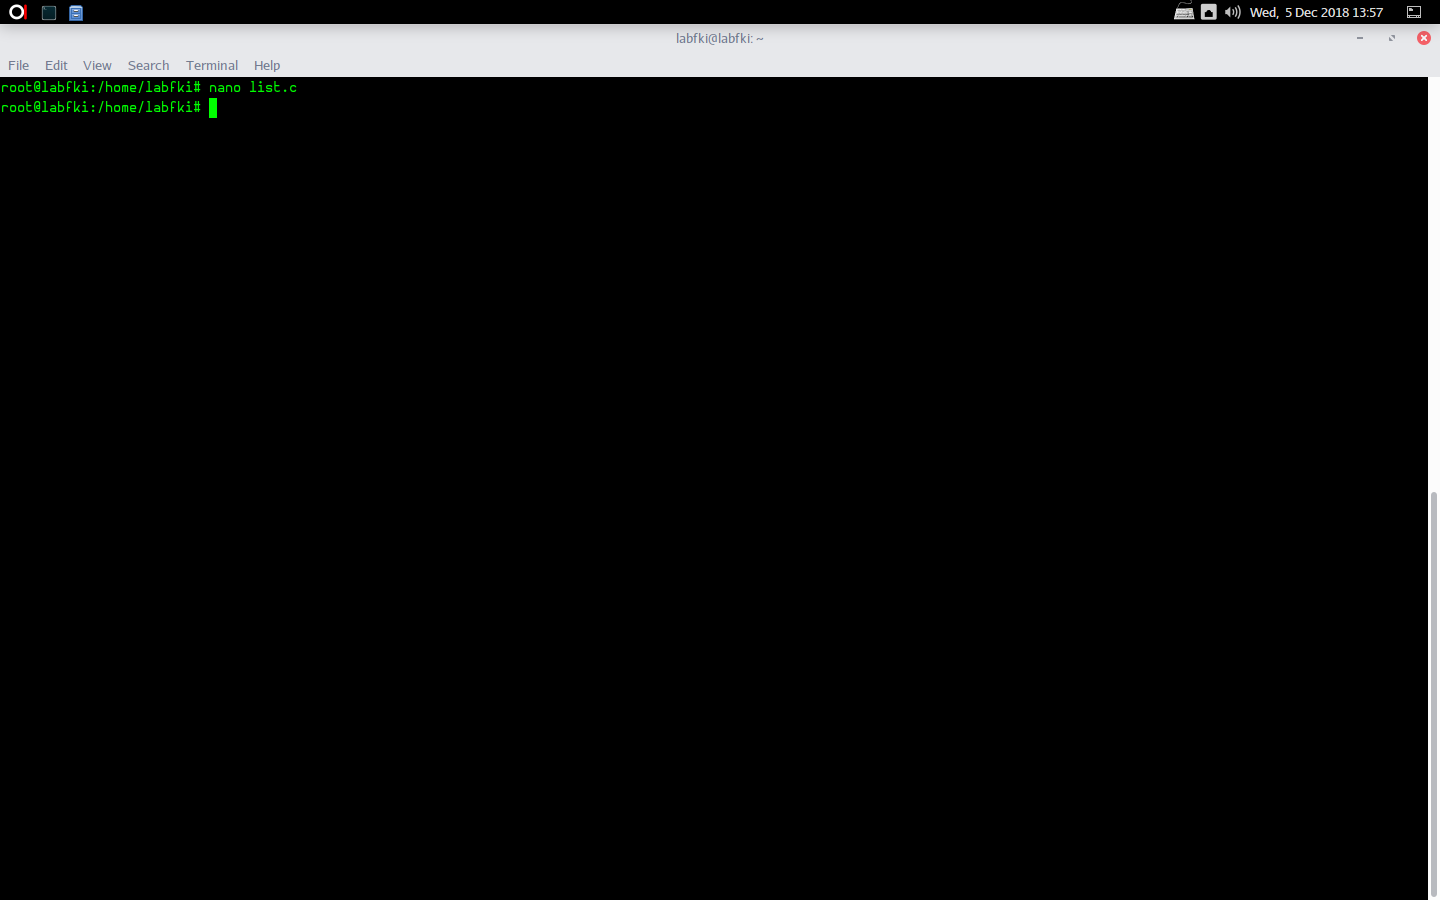 Wed, 5 Dec 2018 13:57
labfki@labfki: ~
File Edit View Search Terminal Help
root@labfki:/home/labfki# nano list.c
root@labfki:/home/labfki#